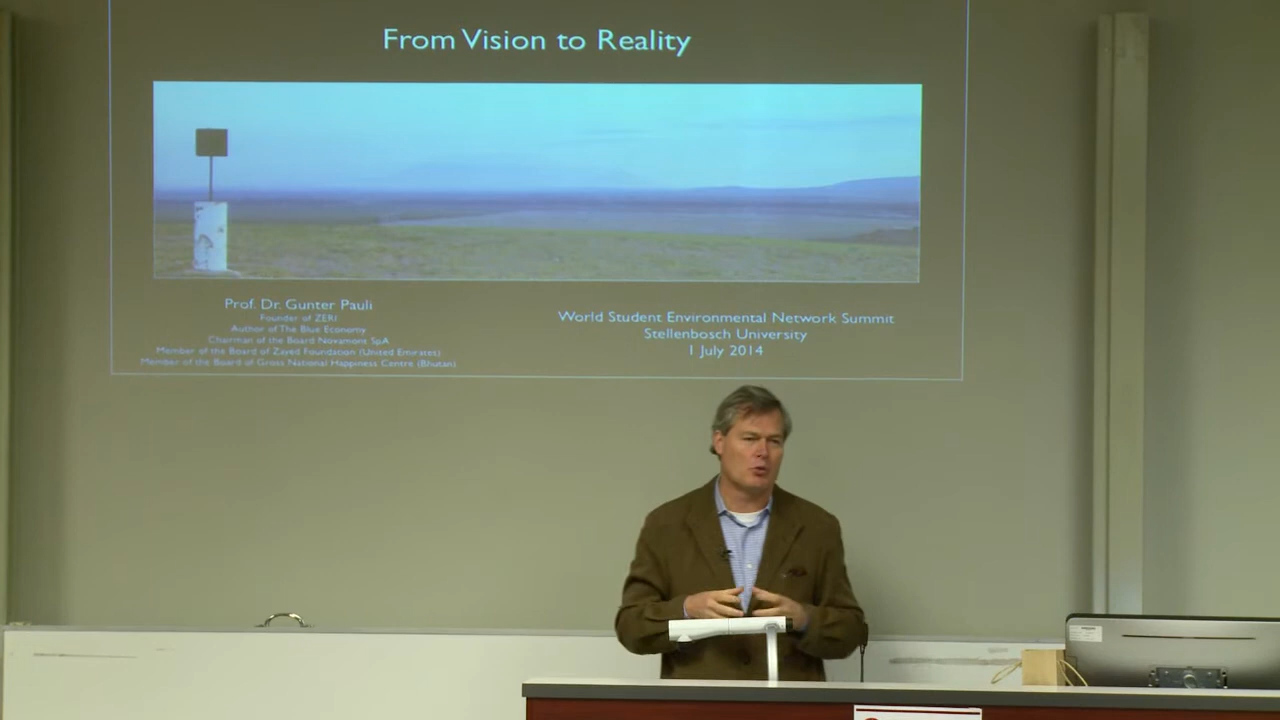 From Vision to Reality
Prof. Dr. Gunter Pauli
Founder of ZERI
Author of The Blue Economy
Chairman of the Board Novamont SpA
Member of the Board of Zayed Foundation (United Emirates)
Member of the Board of Gross National Happiness Centre (Bhutan)
World Student Environmental Network Summit
Stellenbosch University
1 July 2014